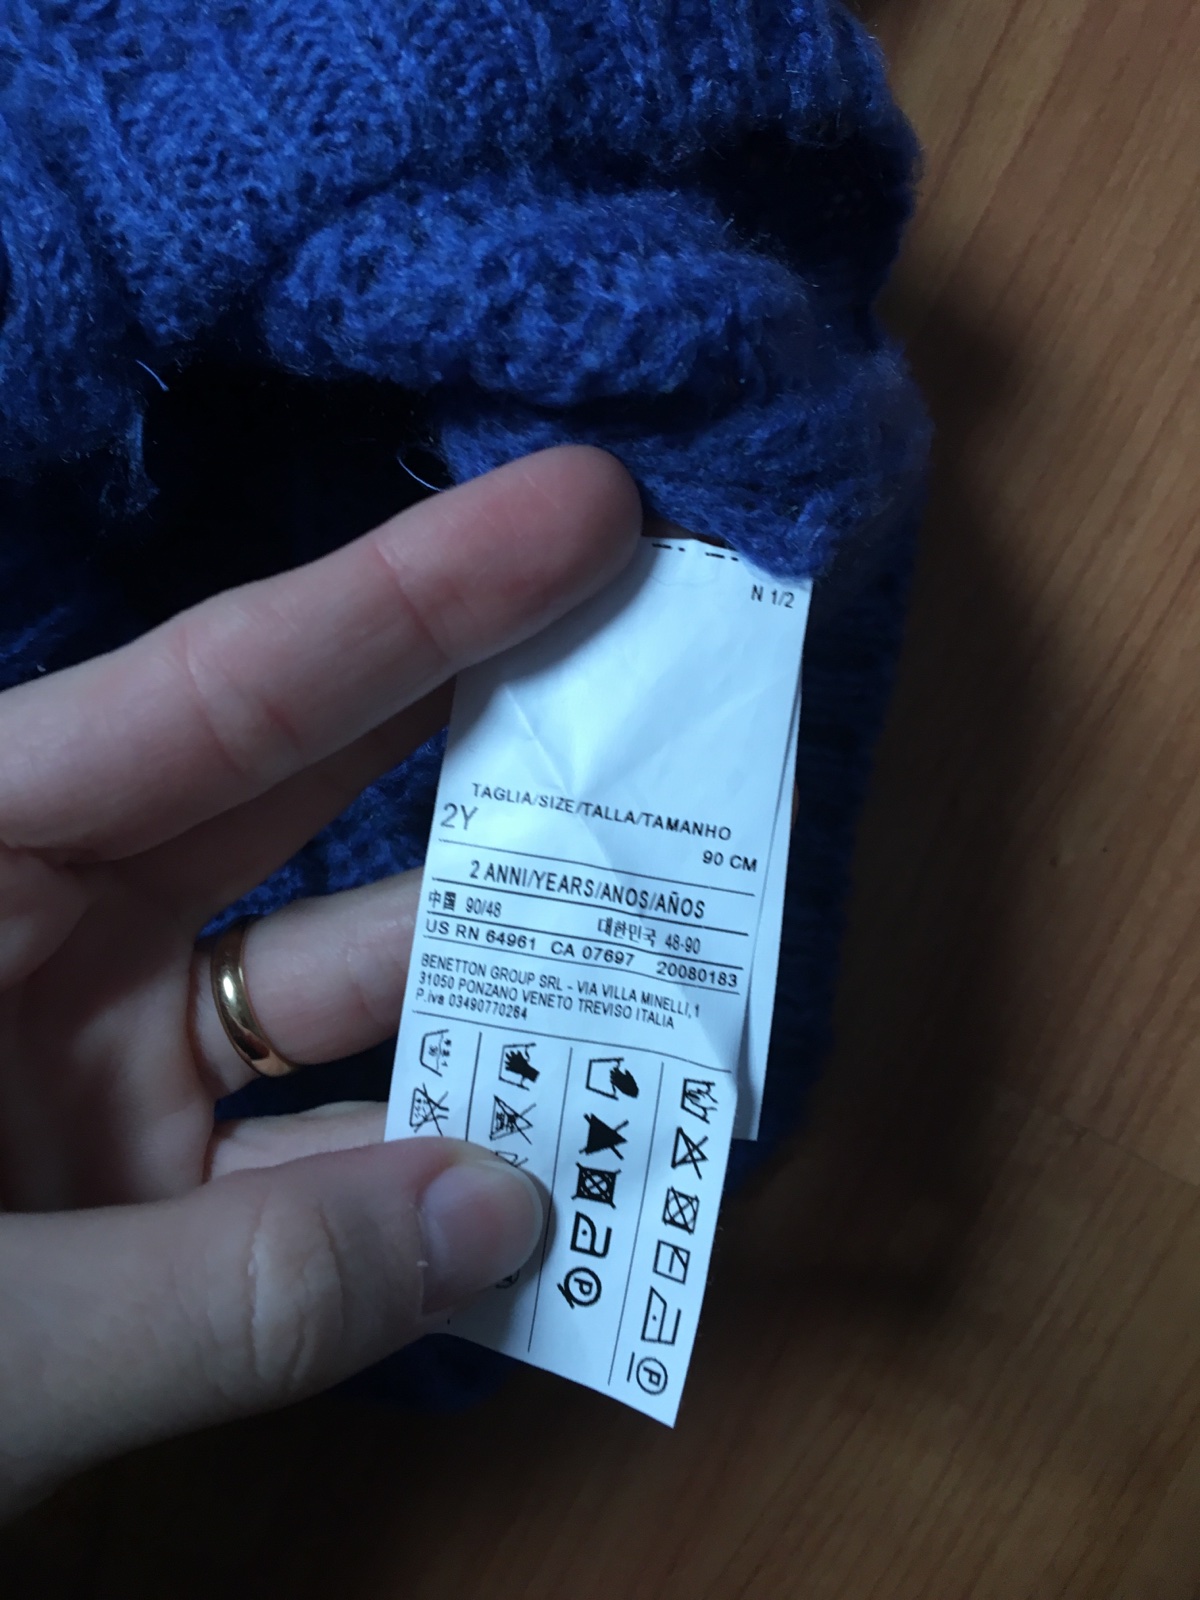 N 1/2
TAGLIA/SIZE/TALLA/TAMANHO
2Y
90 CM
2 ANNI/YEARS/ANOS/AÑOS
中国 90/48 대한민국 48-90
US RN 64961 CA 07697 20080183
BENETTON GROUP SRL - VIA VILLA MINELLI, 1
31050 PONZANO VENETO TREVISO ITALIA
P.iva 03490770264
P
P